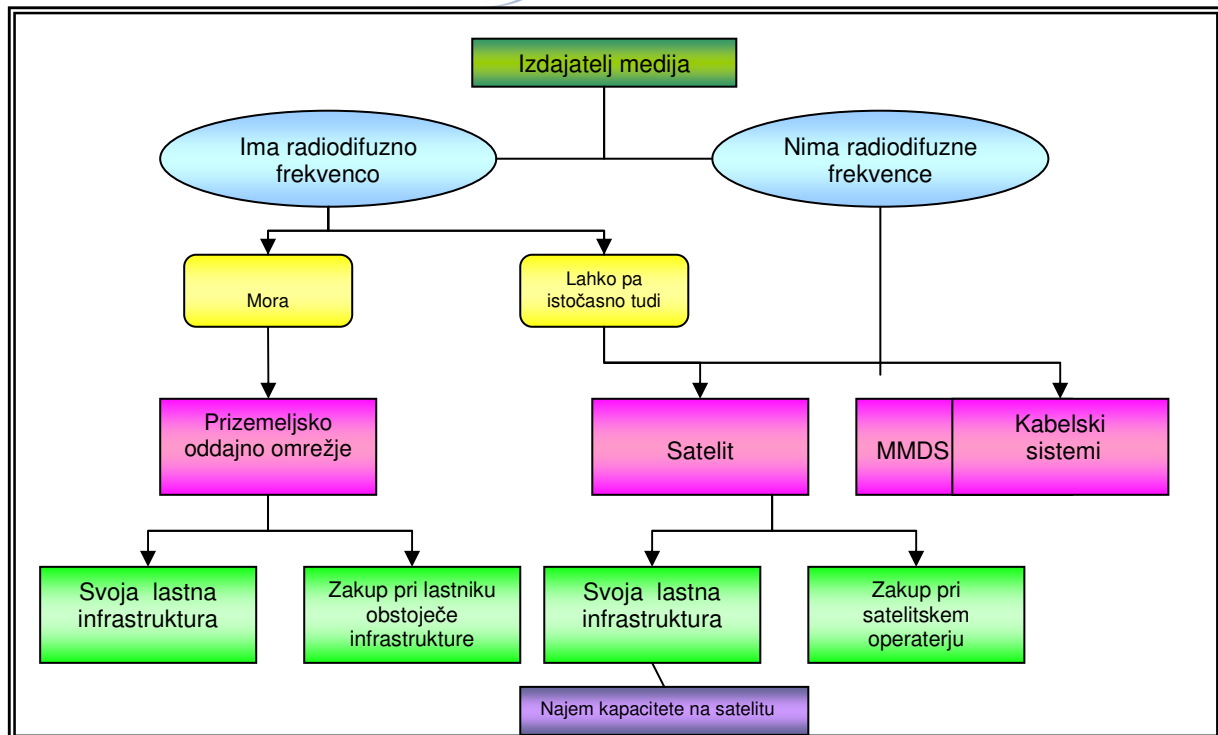 Izdajatelj medija
Ima radiodifuzno
frekvenco
Nima radiodifuzne
frekvence
Mora
Lahko pa
istočasno tudi
Prizemeljsko
oddajno omrežje
Satelit
MMDS
Kabelski
sistemi
Svoja lastna
infrastruktura
Zakup pri lastniku
obstoječe
infrastrukture
Svoja lastna
infrastruktura
Zakup pri
satelitskem
operaterju
Najem kapacitete na satelitu